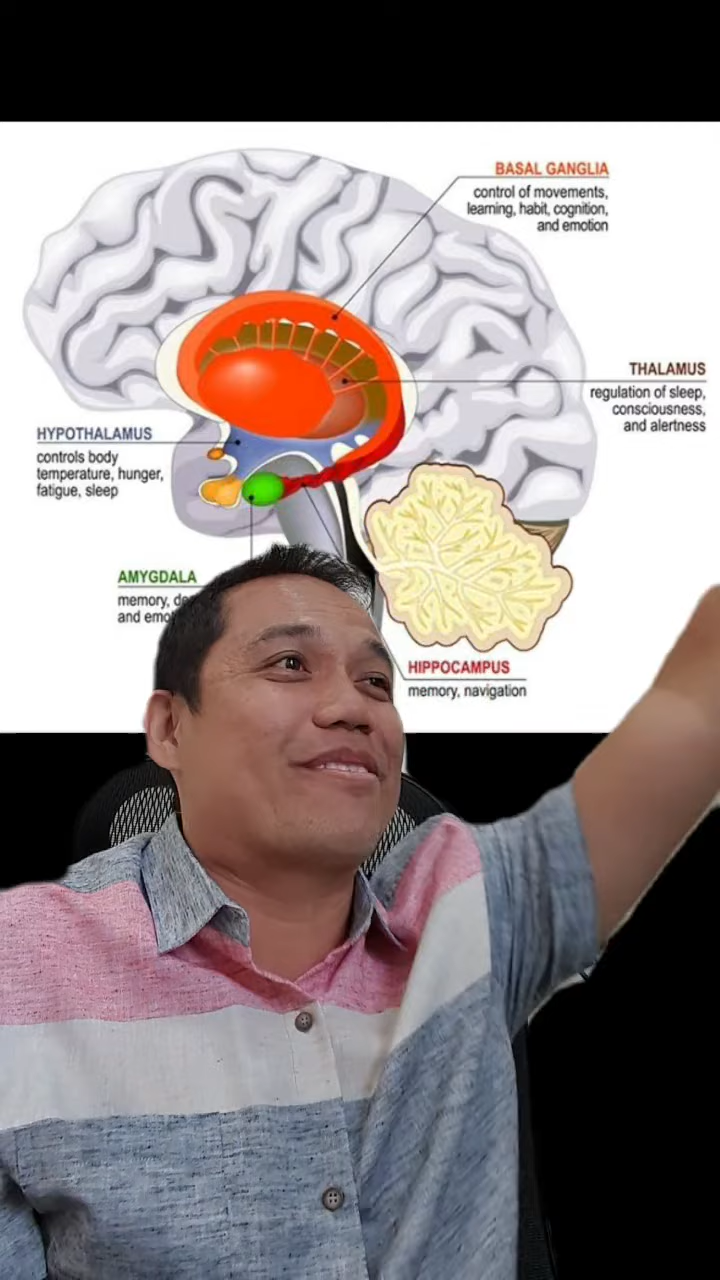 BASAL GANGLIA
control of movements,
learning, habit, cognition,
and emotion
THALAMUS
regulation of sleep,
consciousness,
and alertness
HYPOTHALAMUS
controls body
temperature, hunger,
fatigue, sleep
AMYGDALA
memory,
and
HIPPOCAMPUS
memory, navigation